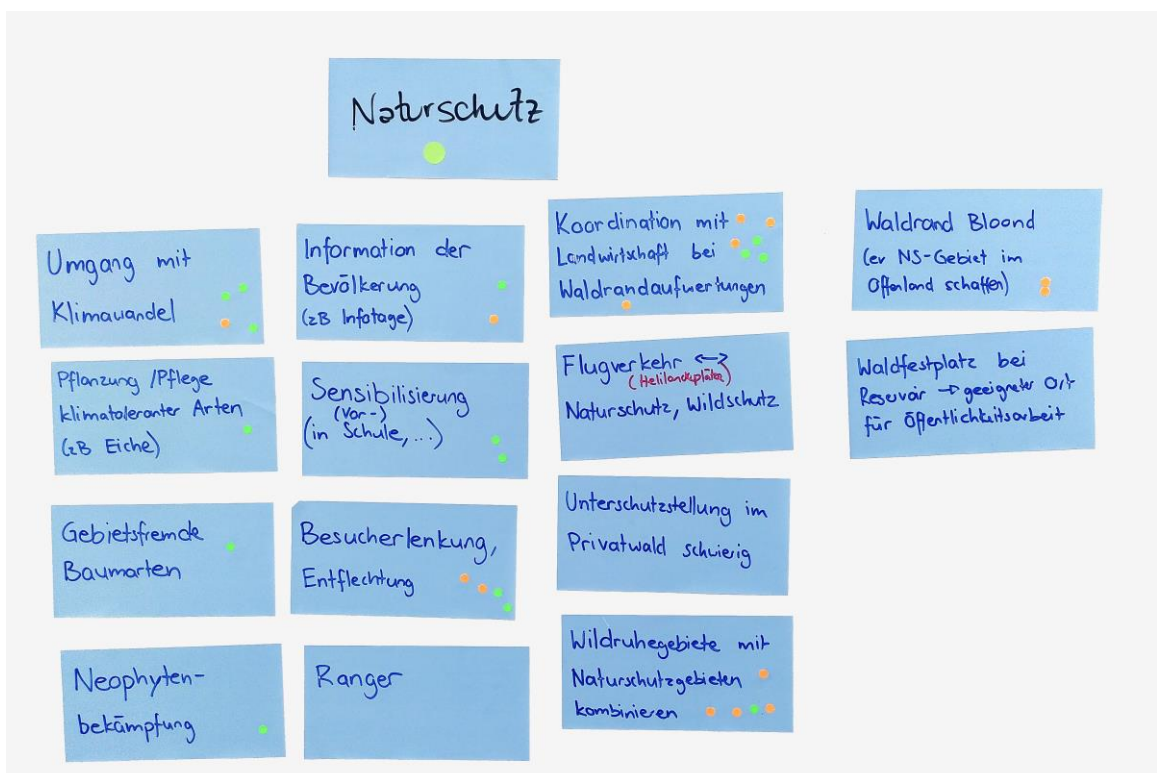 Naturschutz
Umgang mit
Klimawandel
Pflanzung / Pflege
klimatoleranter Arten
(zB Eiche)
Gebietsfremde
Baumarten
Neophyten-
bekämpfung
Information der
Bevölkerung
(zB Infotage)
Sensibilisierung
(Vor-)
(in Schule, ...)
Besucherlenkung,
Entflechtung
Ranger
Koordination mit
Landwirtschaft bei
Waldrandaufwertungen
Flugverkehr <->
(Helilandeplätze)
Naturschutz, Wildschutz
Unterschutzstellung im
Privatwald schwierig
Wildruhegebiete mit
Naturschutzgebieten
kombinieren
Waldrand Bloond
(ev NS-Gebiet im
Offenland schaffen)
Waldfestplatz bei
Reservoir -> geeigneter Ort
für Öffentlichkeitsarbeit